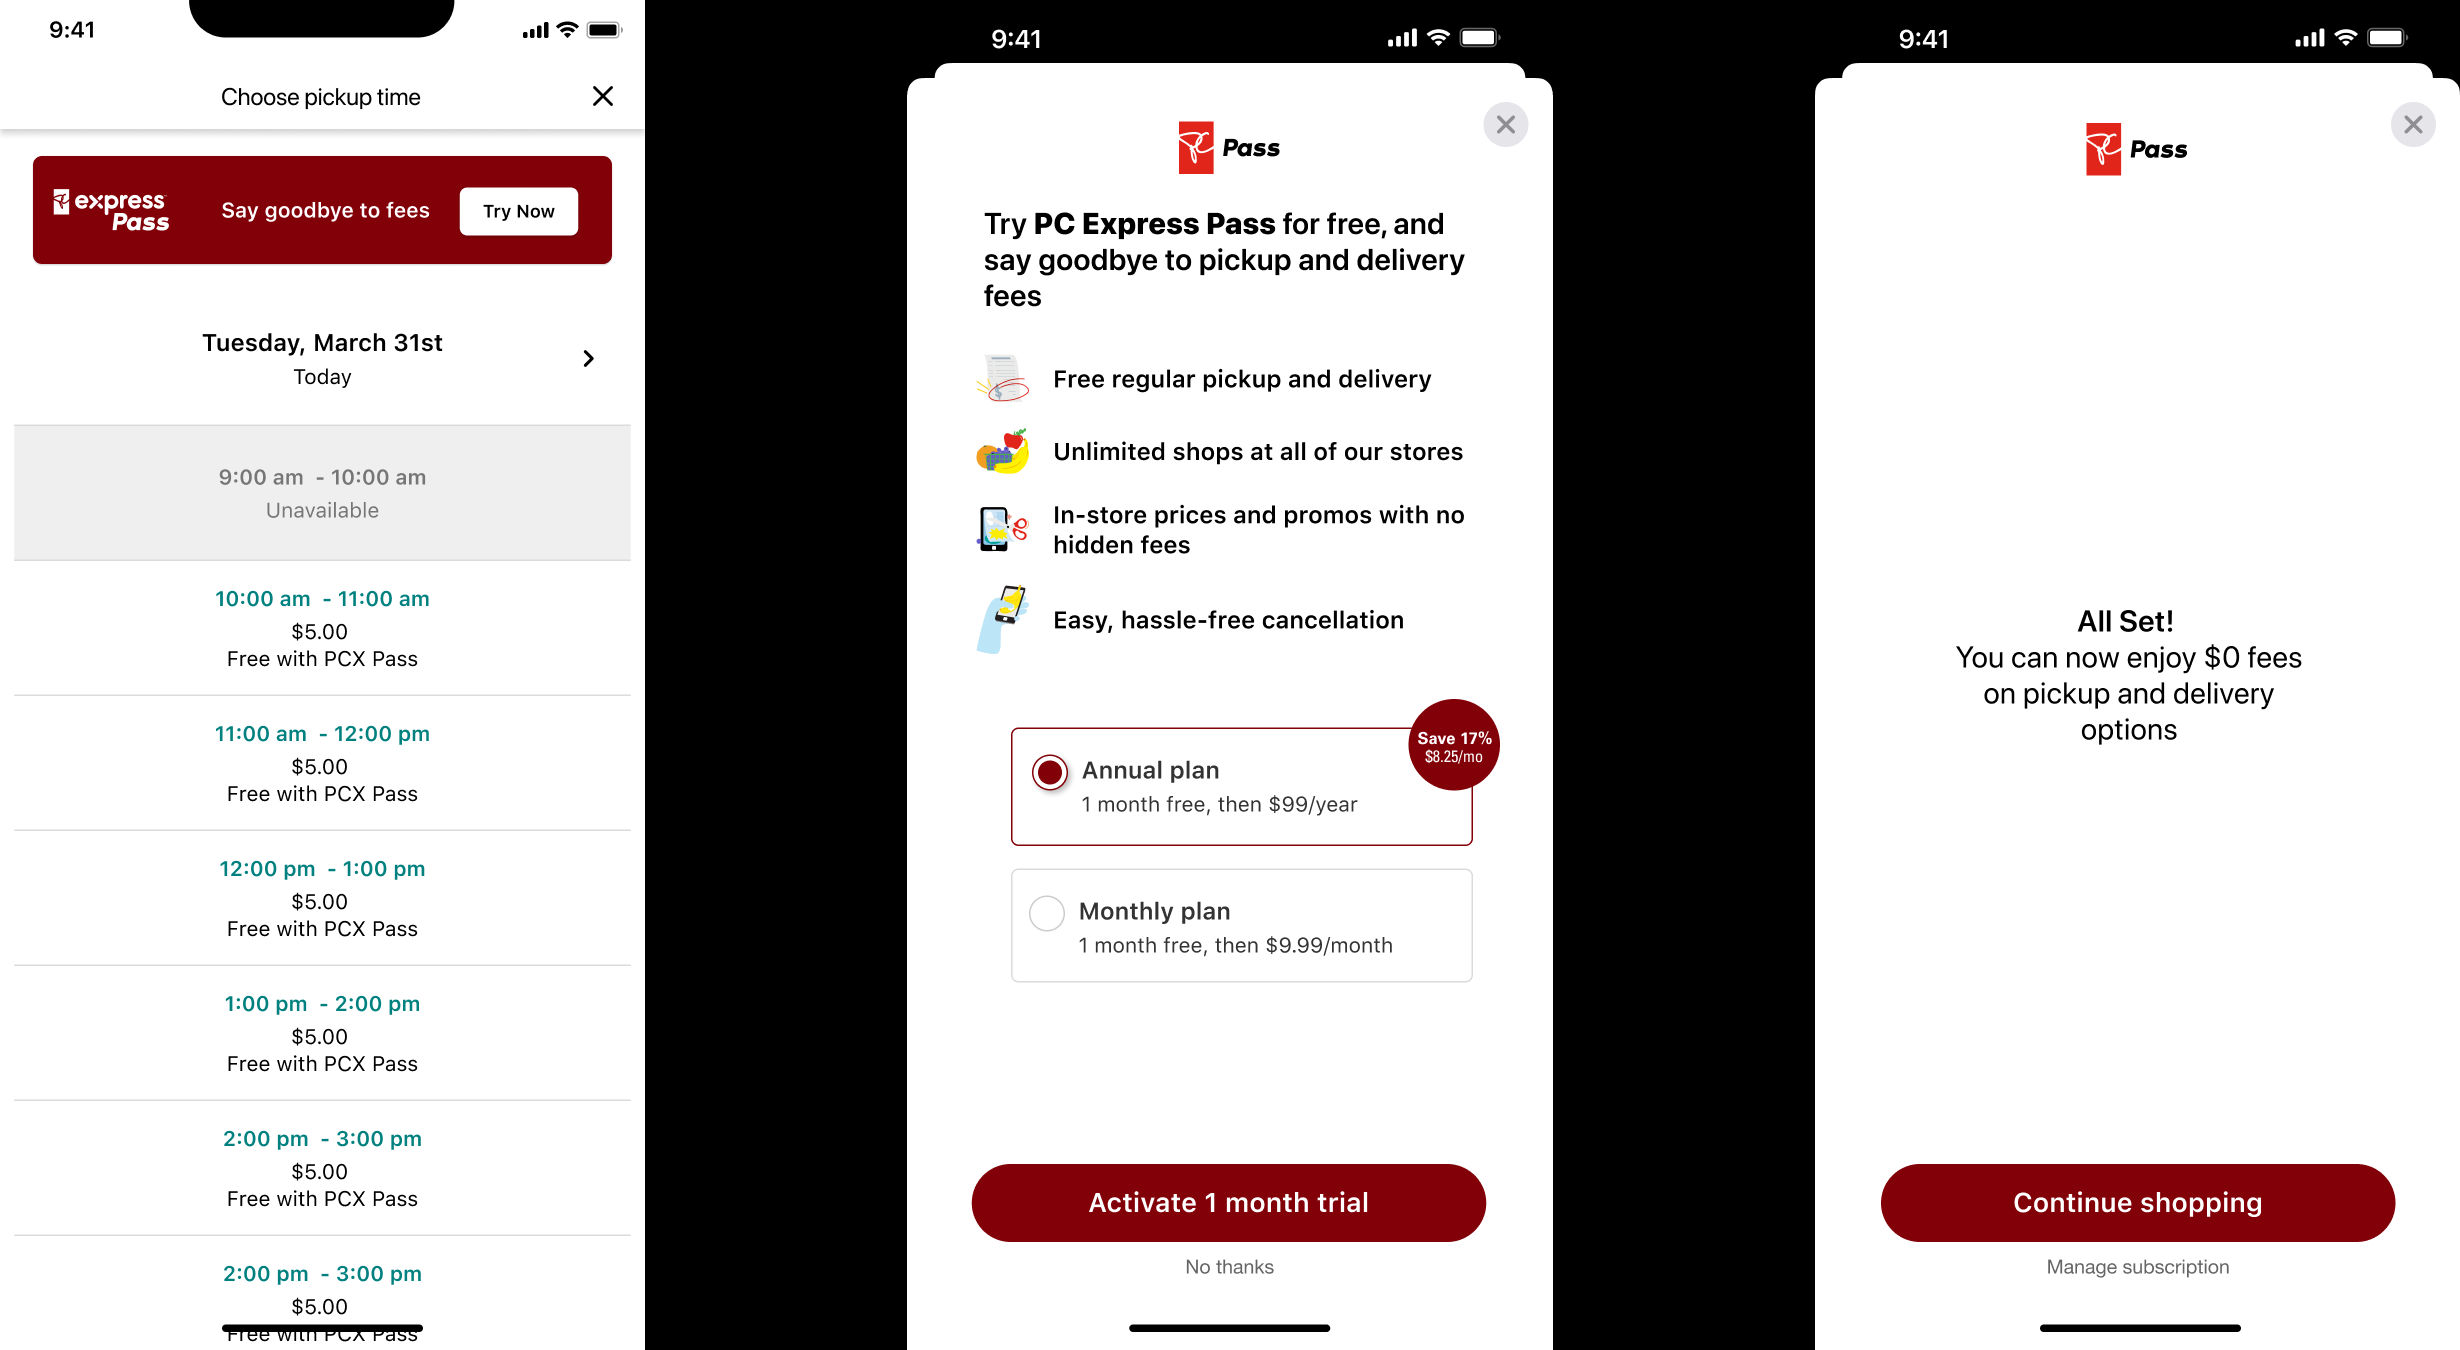 9:41
Choose pickup time
express
Pass
Say goodbye to fees
Try Now
Tuesday, March 31st
Today
9:00 am - 10:00 am
Unavailable
10:00 am - 11:00 am
$5.00
Free with PCX Pass
11:00 am - 12:00 pm
$5.00
Free with PCX Pass
12:00 pm - 1:00 pm
$5.00
Free with PCX Pass
1:00 pm - 2:00 pm
$5.00
Free with PCX Pass
2:00 pm - 3:00 pm
$5.00
Free with PCX Pass
2:00 pm - 3:00 pm
$5.00
Free with PCX Pass
9:41
PC Pass
Try PC Express Pass for free, and
say goodbye to pickup and delivery
fees
Free regular pickup and delivery
Unlimited shops at all of our stores
In-store prices and promos with no
hidden fees
Easy, hassle-free cancellation
Save 17%
$8.25/mo
Annual plan
1 month free, then $99/year
Monthly plan
1 month free, then $9.99/month
Activate 1 month trial
No thanks
9:41
PC Pass
All Set!
You can now enjoy $0 fees
on pickup and delivery
options
Continue shopping
Manage subscription